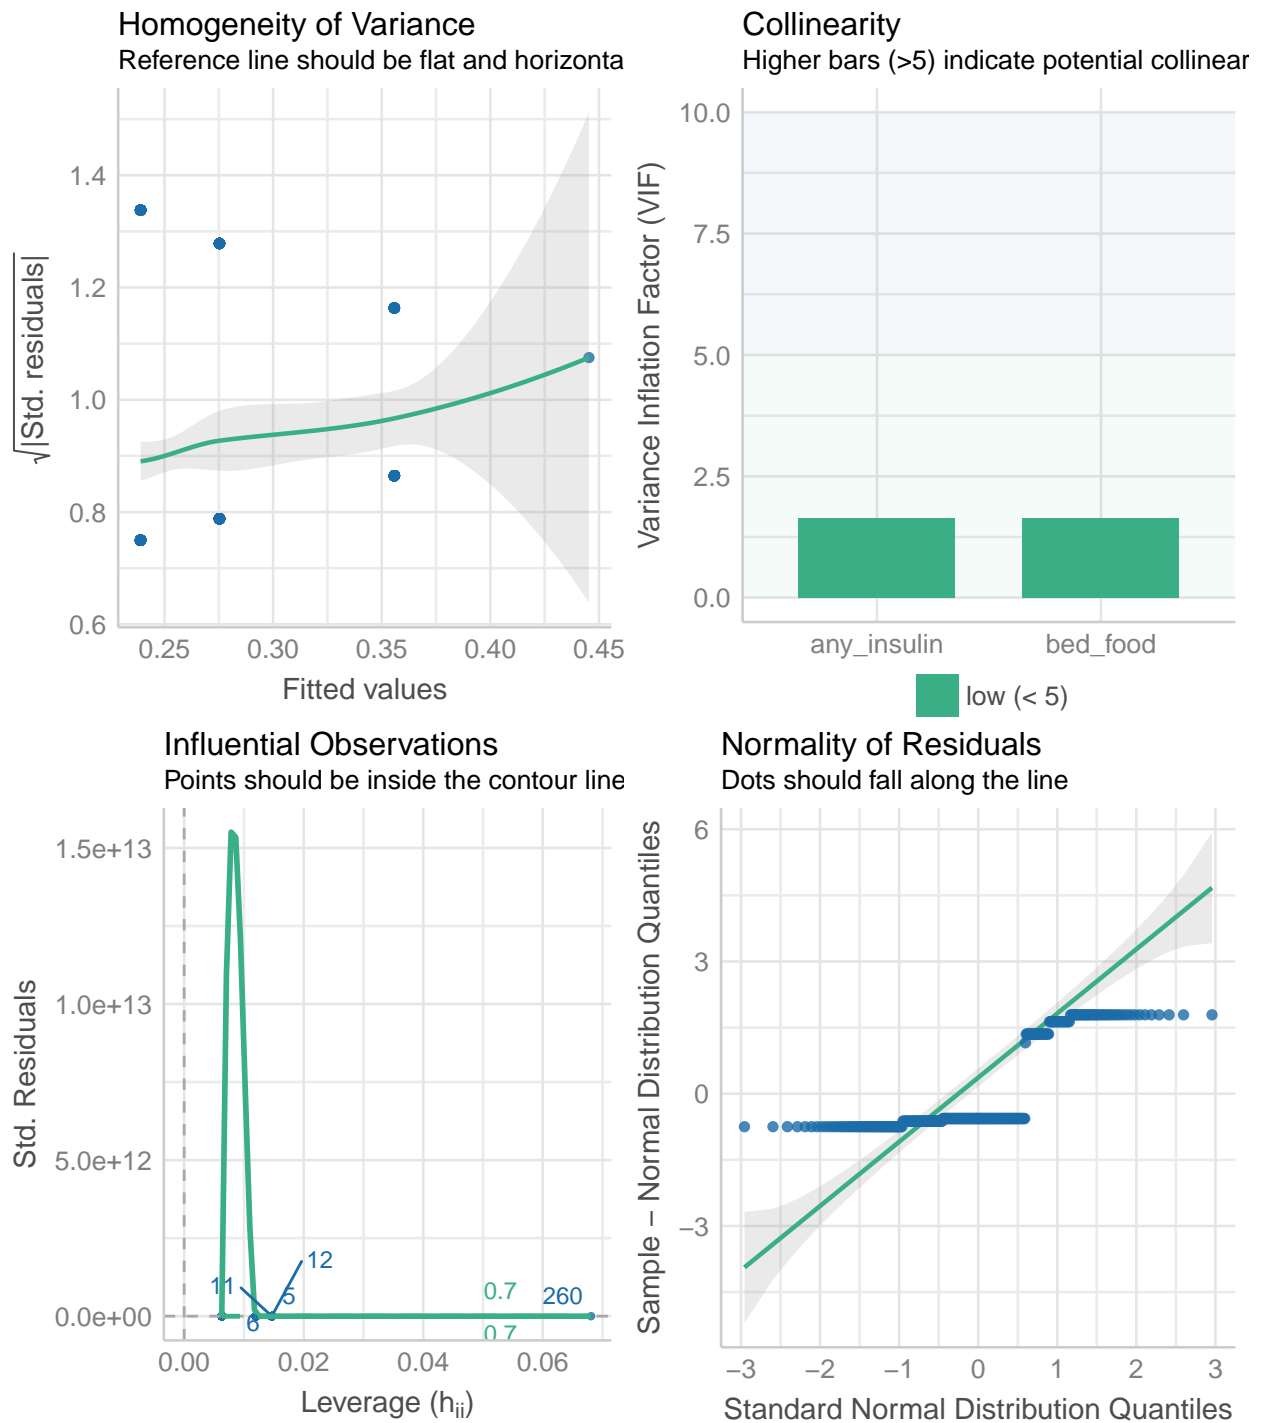 Homogeneity of Variance
Reference line should be flat and horizonta
√|Std. residuals|
1.4
1.2
1.0
0.8
0.6
0.25 0.30 0.35 0.40 0.45
Fitted values
Collinearity
Higher bars (>5) indicate potential collinear
Variance Inflation Factor (VIF)
10.0
7.5
5.0
2.5
0.0
any_insulin bed_food
low (< 5)
Influential Observations
Points should be inside the contour line
Std. Residuals
1.5e+13
1.0e+13
5.0e+12
0.0e+00
12
11
5
6
0.7
260
0.7
0.00 0.02 0.04 0.06
Leverage (hii)
Normality of Residuals
Dots should fall along the line
Sample – Normal Distribution Quantiles
6
3
0
−3
−3 −2 −1 0 1 2 3
Standard Normal Distribution Quantiles